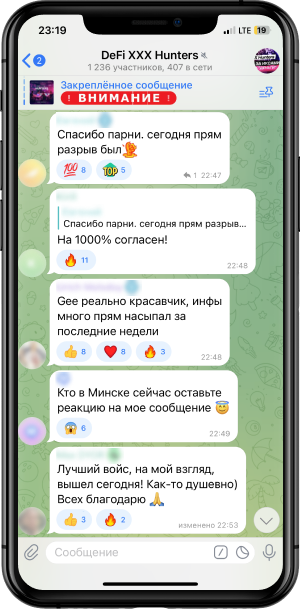 23:19
LTE 19
2
DeFi XXX Hunters
1 236 участников, 407 в сети
Закреплённое сообщение
! ВНИМАНИЕ !
Спасибо парни. сегодня прям
разрыв был
100 8 TOP 5
1 22:47
Спасибо парни. сегодня прям разрыв...
На 1000% согласен!
11
22:48
Gee реально красавчик, инфы
много прям насыпал за
последние недели
8 8 3
22:48
Кто в Минске сейчас оставьте
реакцию на мое сообщение
6
22:49
Лучший войс, на мой взгляд,
вышел сегодня! Как-то душевно)
Всех благодарю
3 2
изменено 22:53
Сообщение